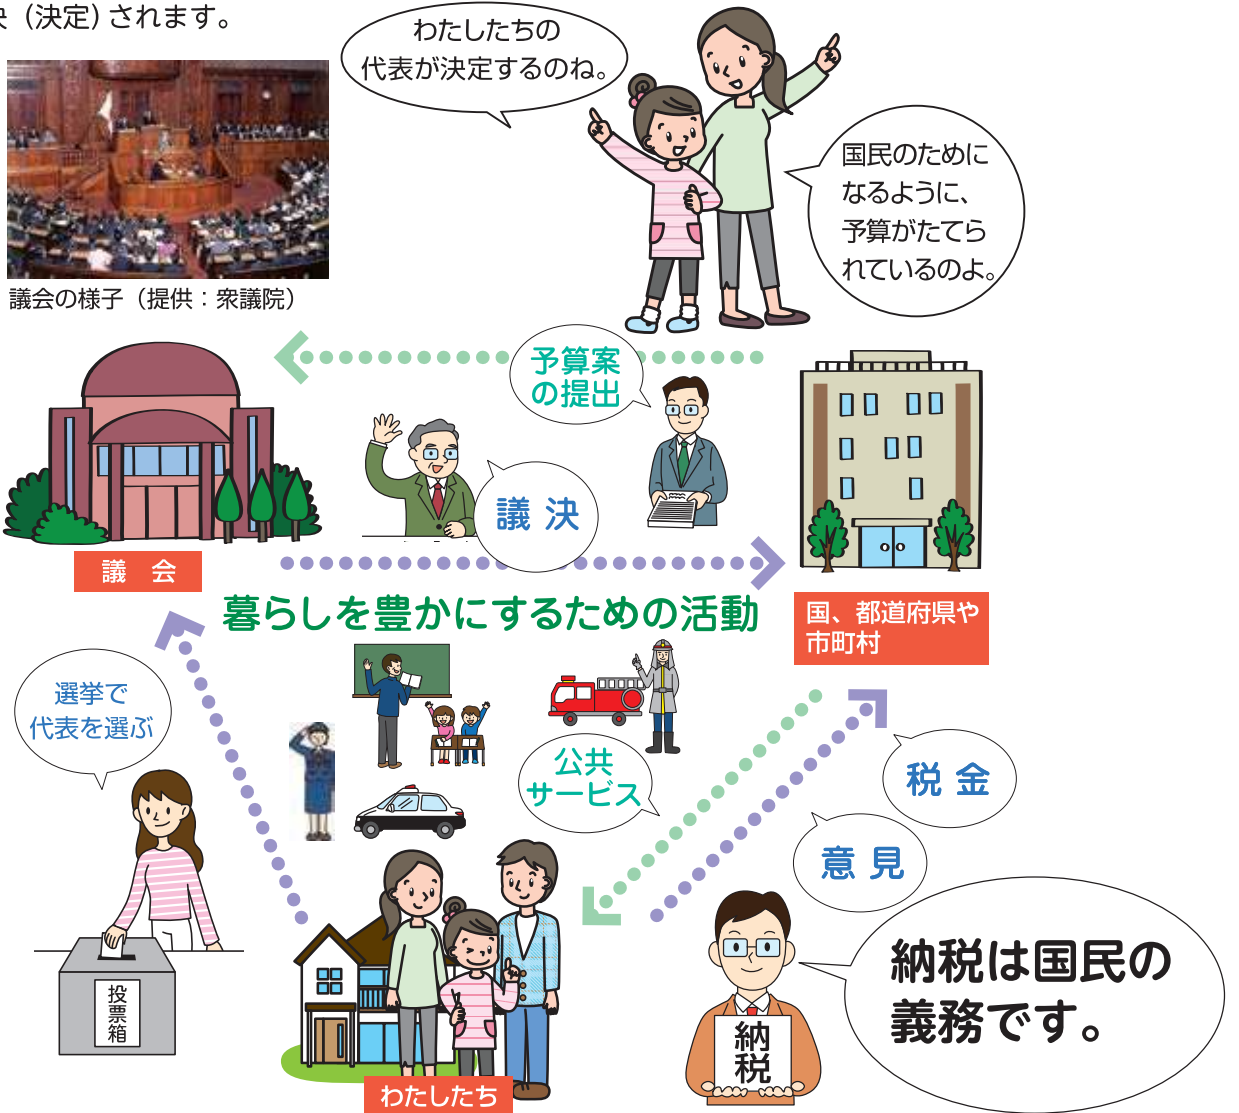 (決定)されます。
わたしたちの
代表が決定するのね。
国民のために
なるように、
予算がたてら
れているのよ。
議会の様子(提供:衆議院)
予算案
の提出
議決
議会
国、都道府県や
市町村
暮らしを豊かにするための活動
選挙で
代表を選ぶ
公共
サービス
税金
意見
投票箱
納税は国民の
義務です。
納税
わたしたち